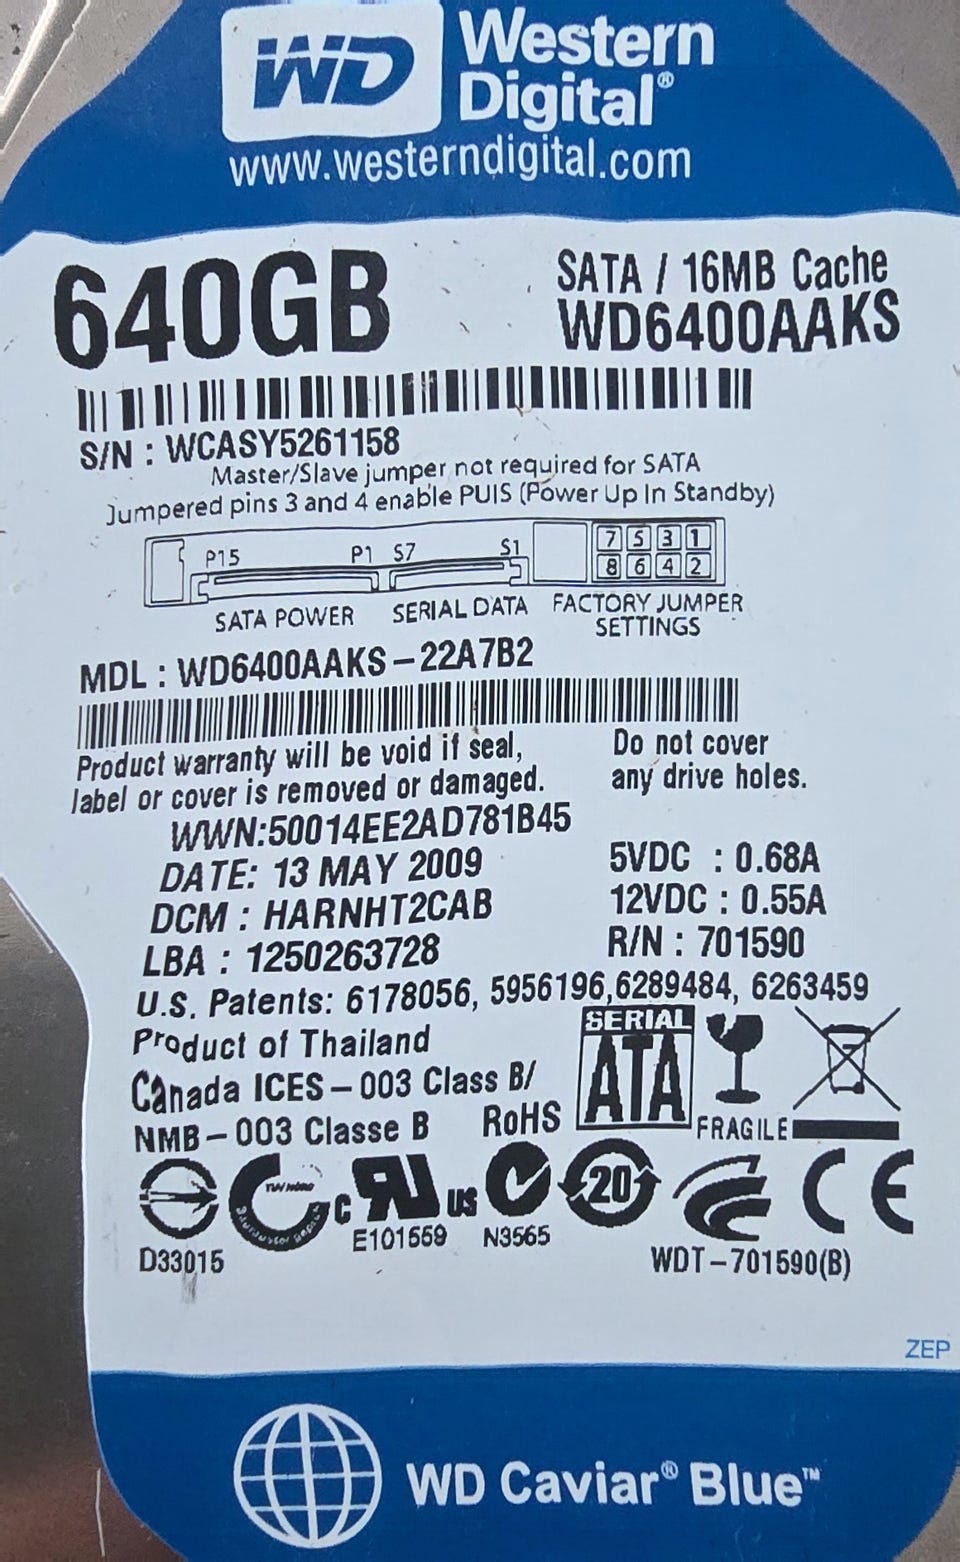 WD Western
Digital®
www.westerndigital.com
640GB
SATA / 16MB Cache
WD6400AAKS
S/N : WCASY5261158
Master/Slave jumper not required for SATA
Jumpered pins 3 and 4 enable PUIS (Power Up In Standby)
P15 P1 S7 S1
7 5 3 1
8 6 4 2
SATA POWER SERIAL DATA FACTORY JUMPER
SETTINGS
MDL : WD6400AAKS – 22A7B2
Product warranty will be void if seal,
label or cover is removed or damaged.
Do not cover
any drive holes.
WWN:50014EE2AD781B45
DATE: 13 MAY 2009
DCM : HARNHT2CAB
LBA : 1250263728
5VDC : 0.68A
12VDC : 0.55A
R/N : 701590
U.S. Patents: 6178056, 5956196,6289484, 6263459
Product of Thailand
Canada ICES – 003 Class B/
NMB – 003 Classe B RoHS
SERIAL
ATA
FRAGILE
C US 20 CE
D33015 E101559 N3565
WDT – 701590(B)
ZEP
WD Caviar® Blue™